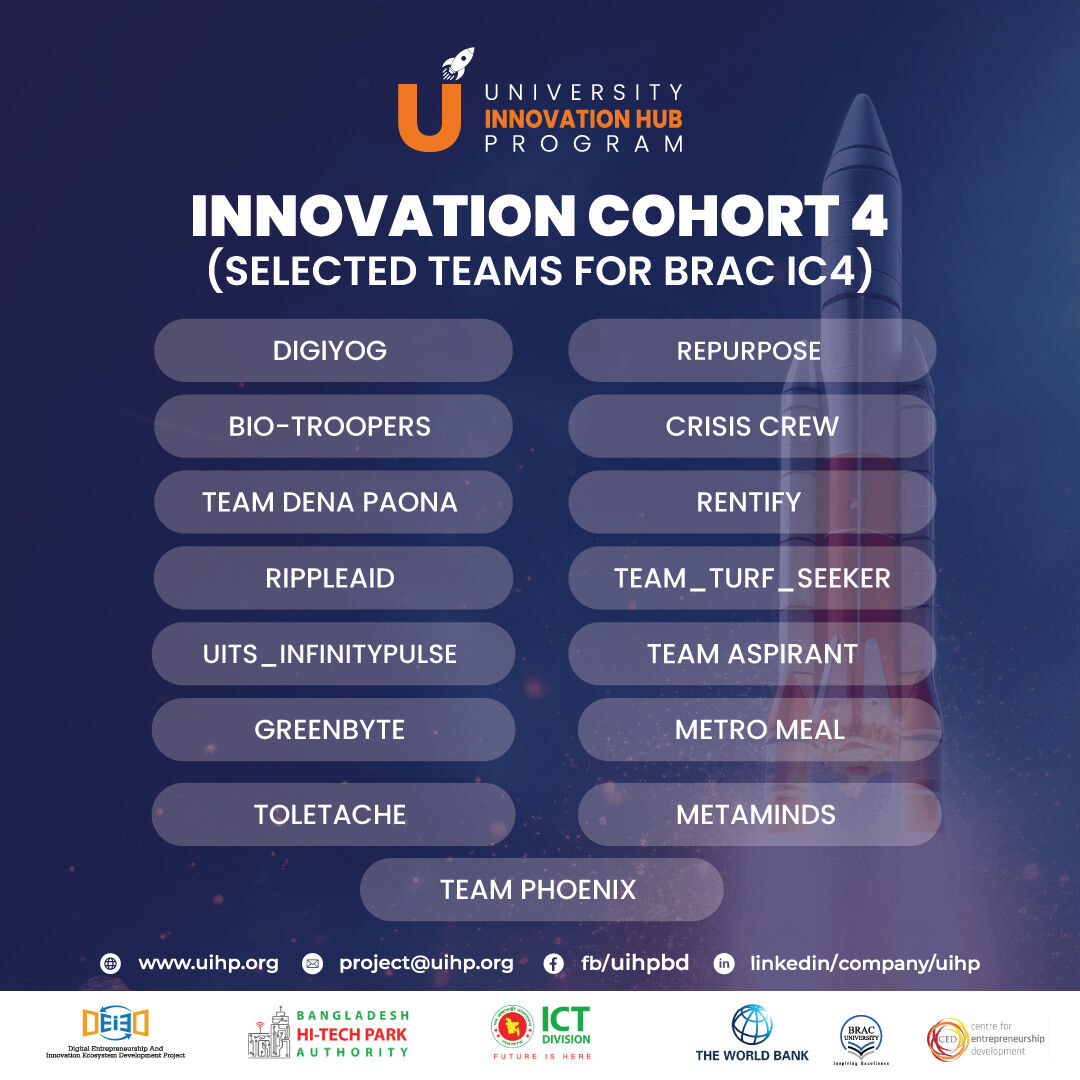 U
UNIVERSITY
INNOVATION HUB
PROGRAM
INNOVATION COHORT 4
(SELECTED TEAMS FOR BRAC IC4)
DIGIYOG
REPURPOSE
BIO-TROOPERS
CRISIS CREW
TEAM DENA PAONA
RENTIFY
RIPPLEAID
TEAM_TURF_SEEKER
UITS_INFINITYPULSE
TEAM ASPIRANT
GREENBYTE
METRO MEAL
TOLETACHE
METAMINDS
TEAM PHOENIX
www.uihp.org
project@uihp.org
fb/uihpbd
linkedin/company/uihp
DEIED
Digital Entrepreneurship And
Innovation Ecosystem Development Project
BANGLADESH
HI-TECH PARK
AUTHORITY
ICT
DIVISION
FUTURE IS HERE
THE WORLD BANK
BRAC
UNIVERSITY
Inspiring Excellence
CED
centre for
entrepreneurship
development